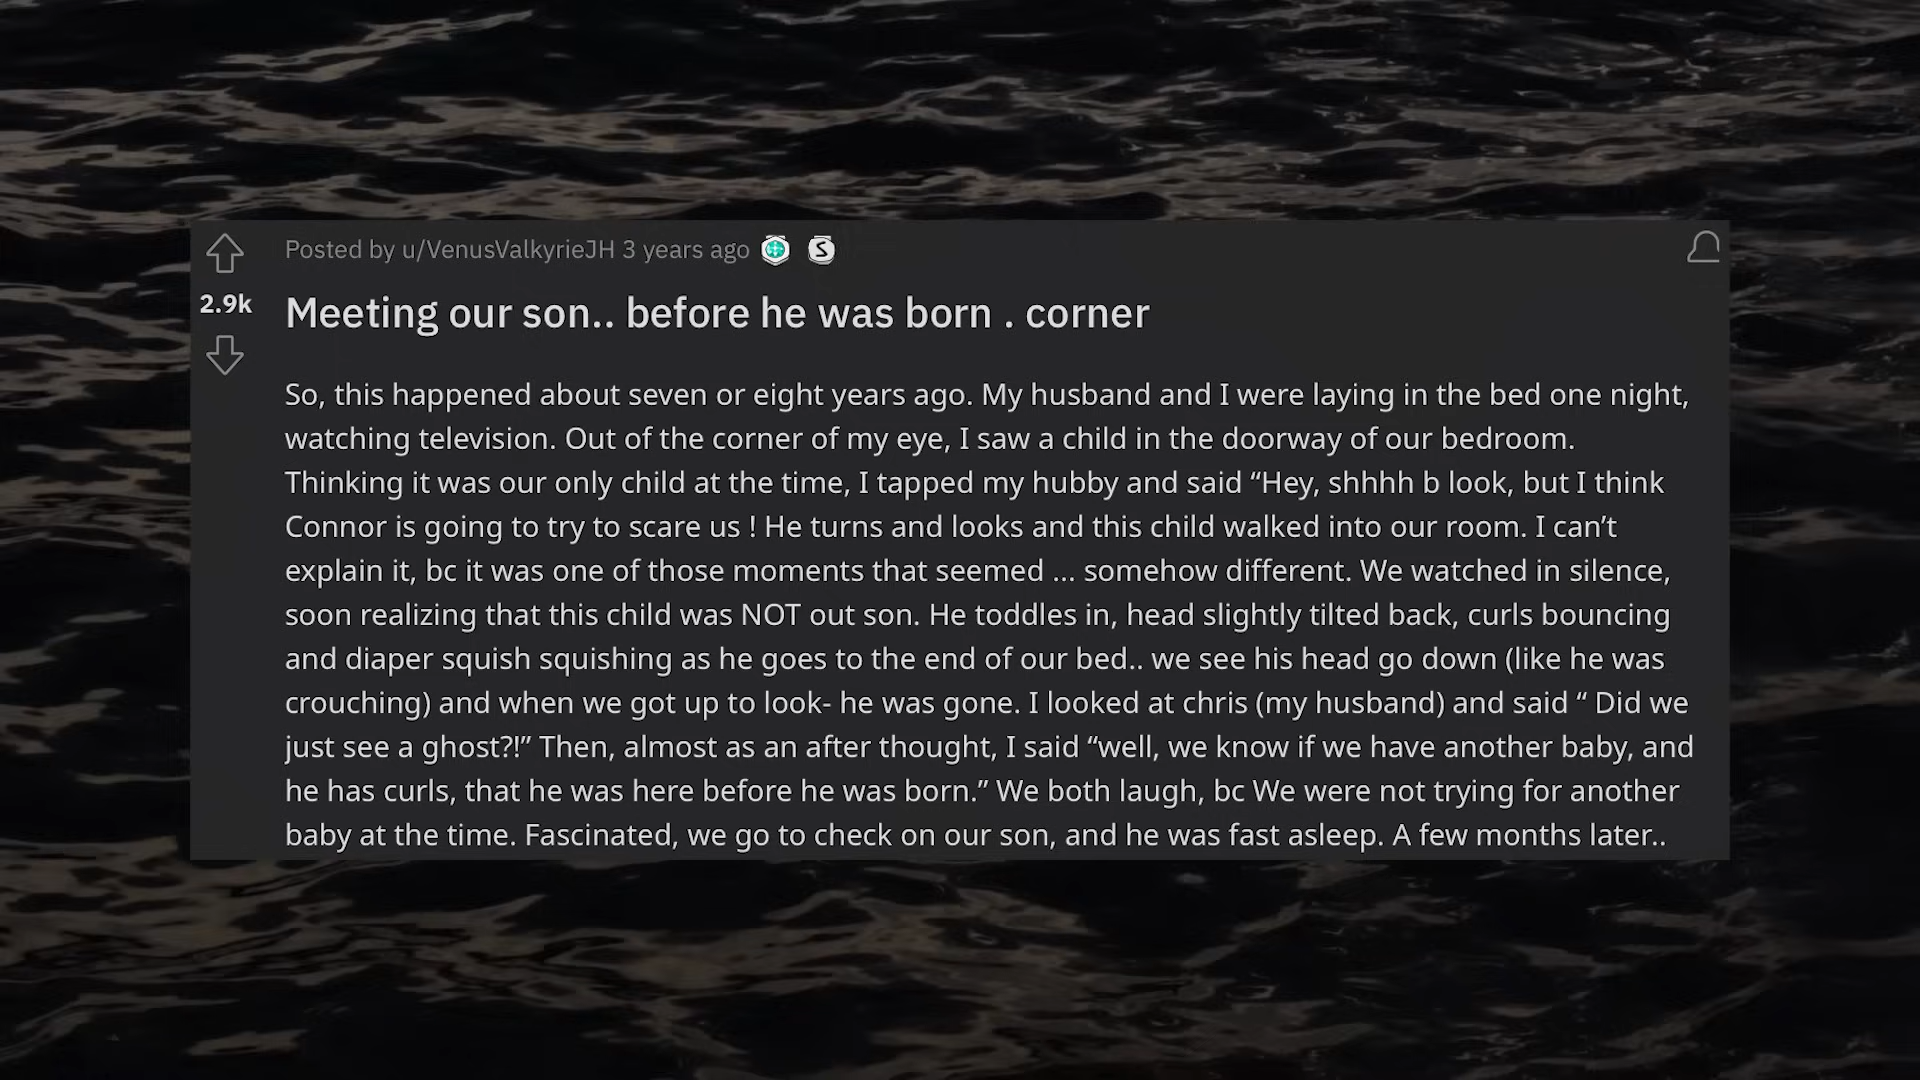 Posted by u/VenusValkyrieJH 3 years ago
2.9k
Meeting our son.. before he was born . corner
So, this happened about seven or eight years ago. My husband and I were laying in the bed one night,
watching television. Out of the corner of my eye, I saw a child in the doorway of our bedroom.
Thinking it was our only child at the time, I tapped my hubby and said “Hey, shhhh b look, but I think
Connor is going to try to scare us ! He turns and looks and this child walked into our room. I can’t
explain it, bc it was one of those moments that seemed ... somehow different. We watched in silence,
soon realizing that this child was NOT out son. He toddles in, head slightly tilted back, curls bouncing
and diaper squish squishing as he goes to the end of our bed.. we see his head go down (like he was
crouching) and when we got up to look- he was gone. I looked at chris (my husband) and said “ Did we
just see a ghost?!” Then, almost as an after thought, I said “well, we know if we have another baby, and
he has curls, that he was here before he was born.” We both laugh, bc We were not trying for another
baby at the time. Fascinated, we go to check on our son, and he was fast asleep. A few months later..